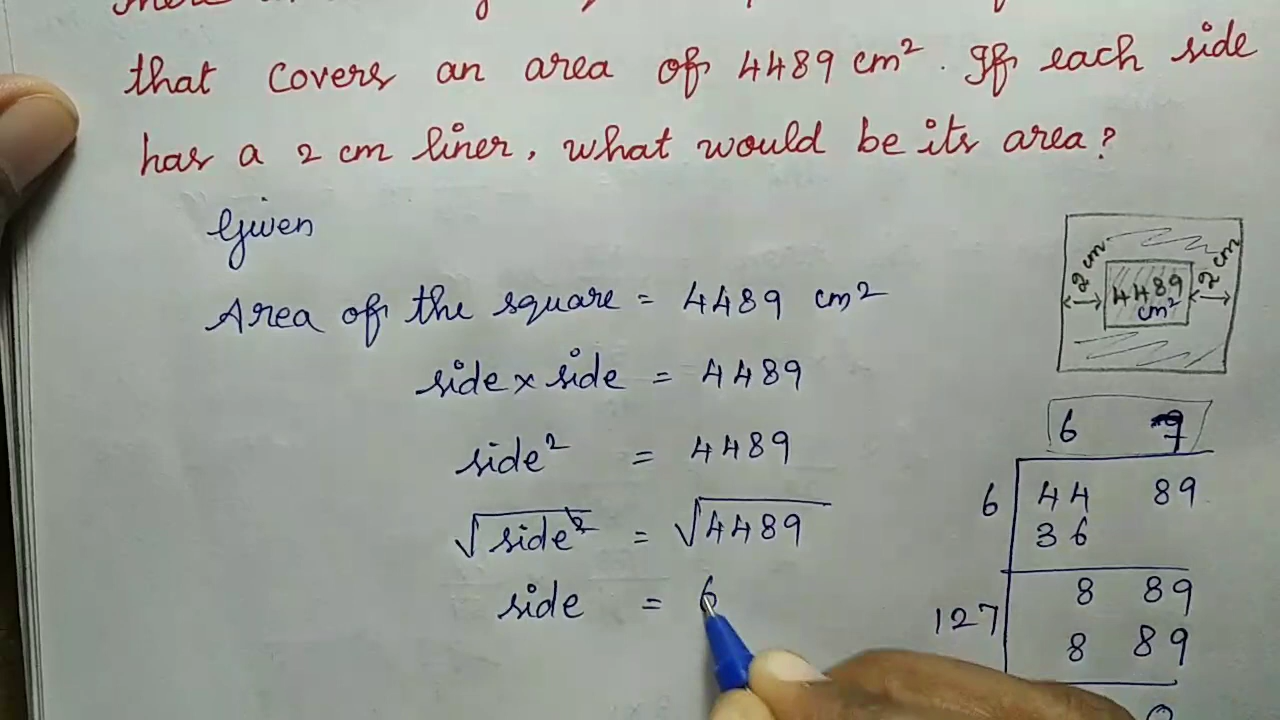 that covers an area of 4489 cm². If each side
has a 2 cm liner, what would be its area?
Given
Area of the square = 4489 cm²
side × side = 4489
side² = 4489
√side² = √4489
side = 6
2 cm
4489
cm²
2 cm
6 7
6 44 89
36
8 89
127 8 89
0